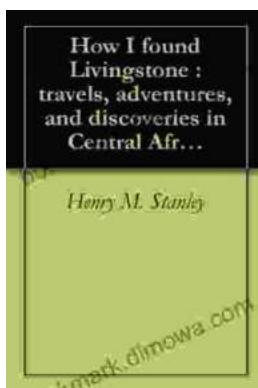 How I found
Livingstone :
travels, adventures,
and discoveries in
Central Afr...
Henry M. Stanley
mark.dimowa.com